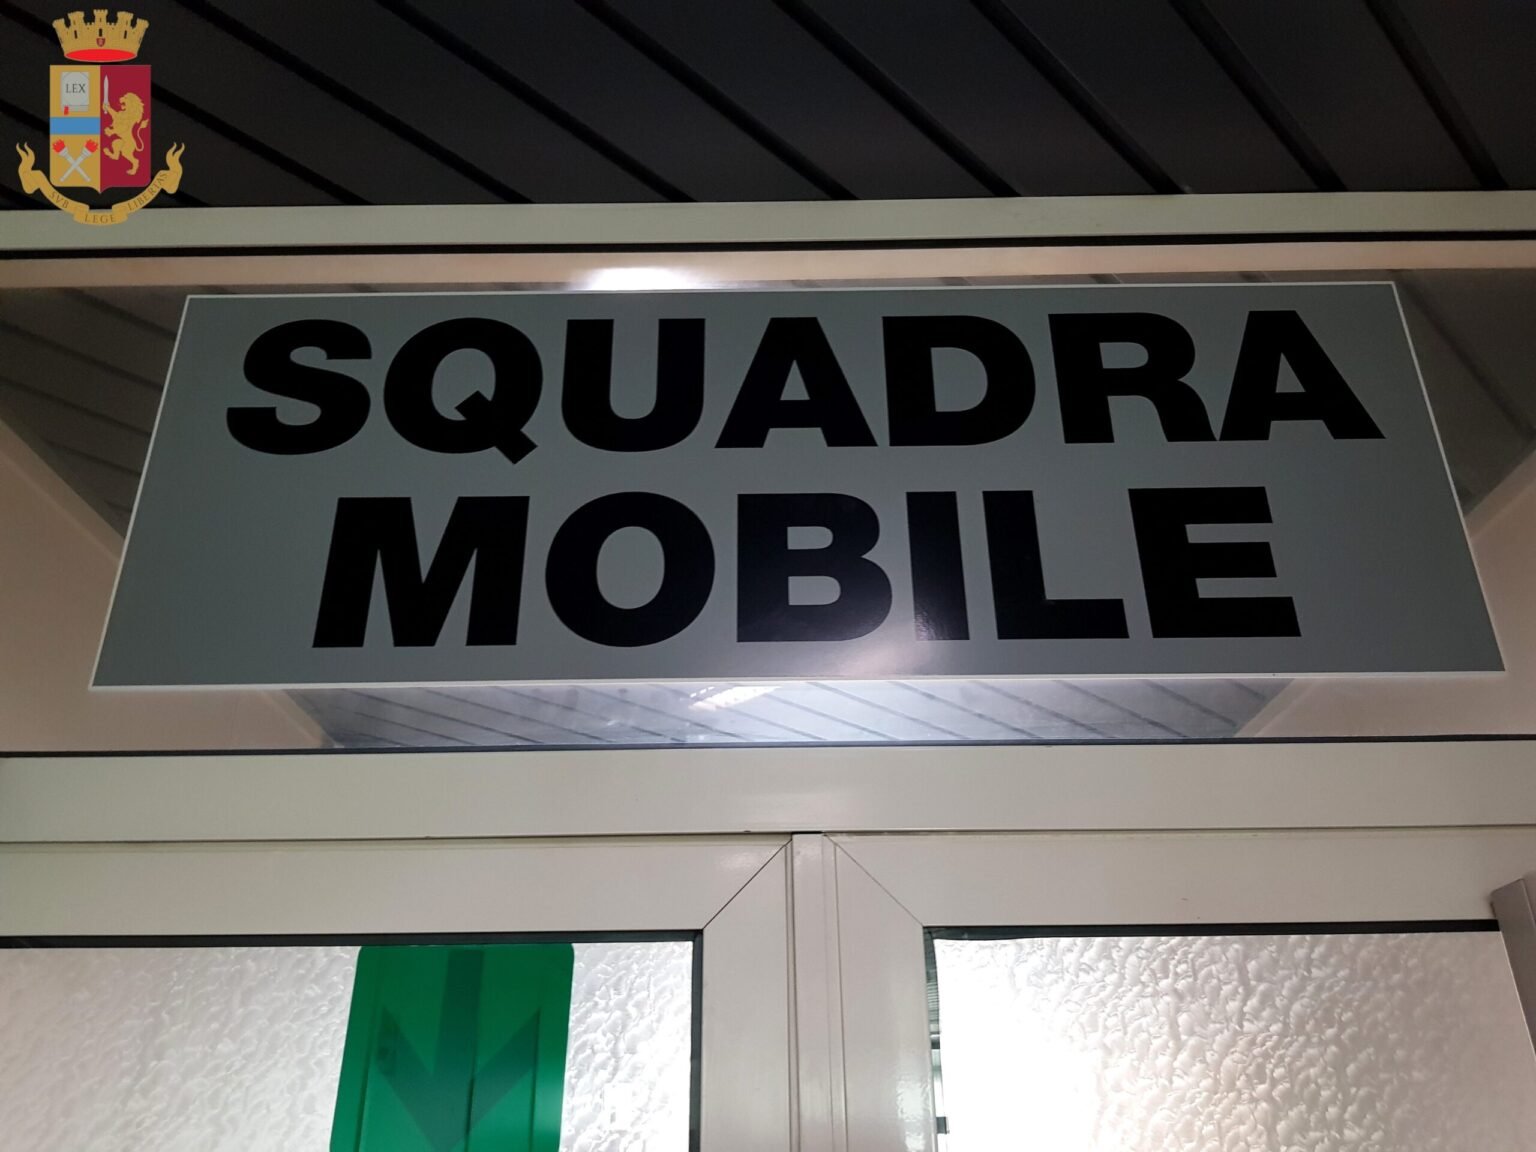 LEX
SVB LEGE LIBERTAS
SQUADRA
MOBILE